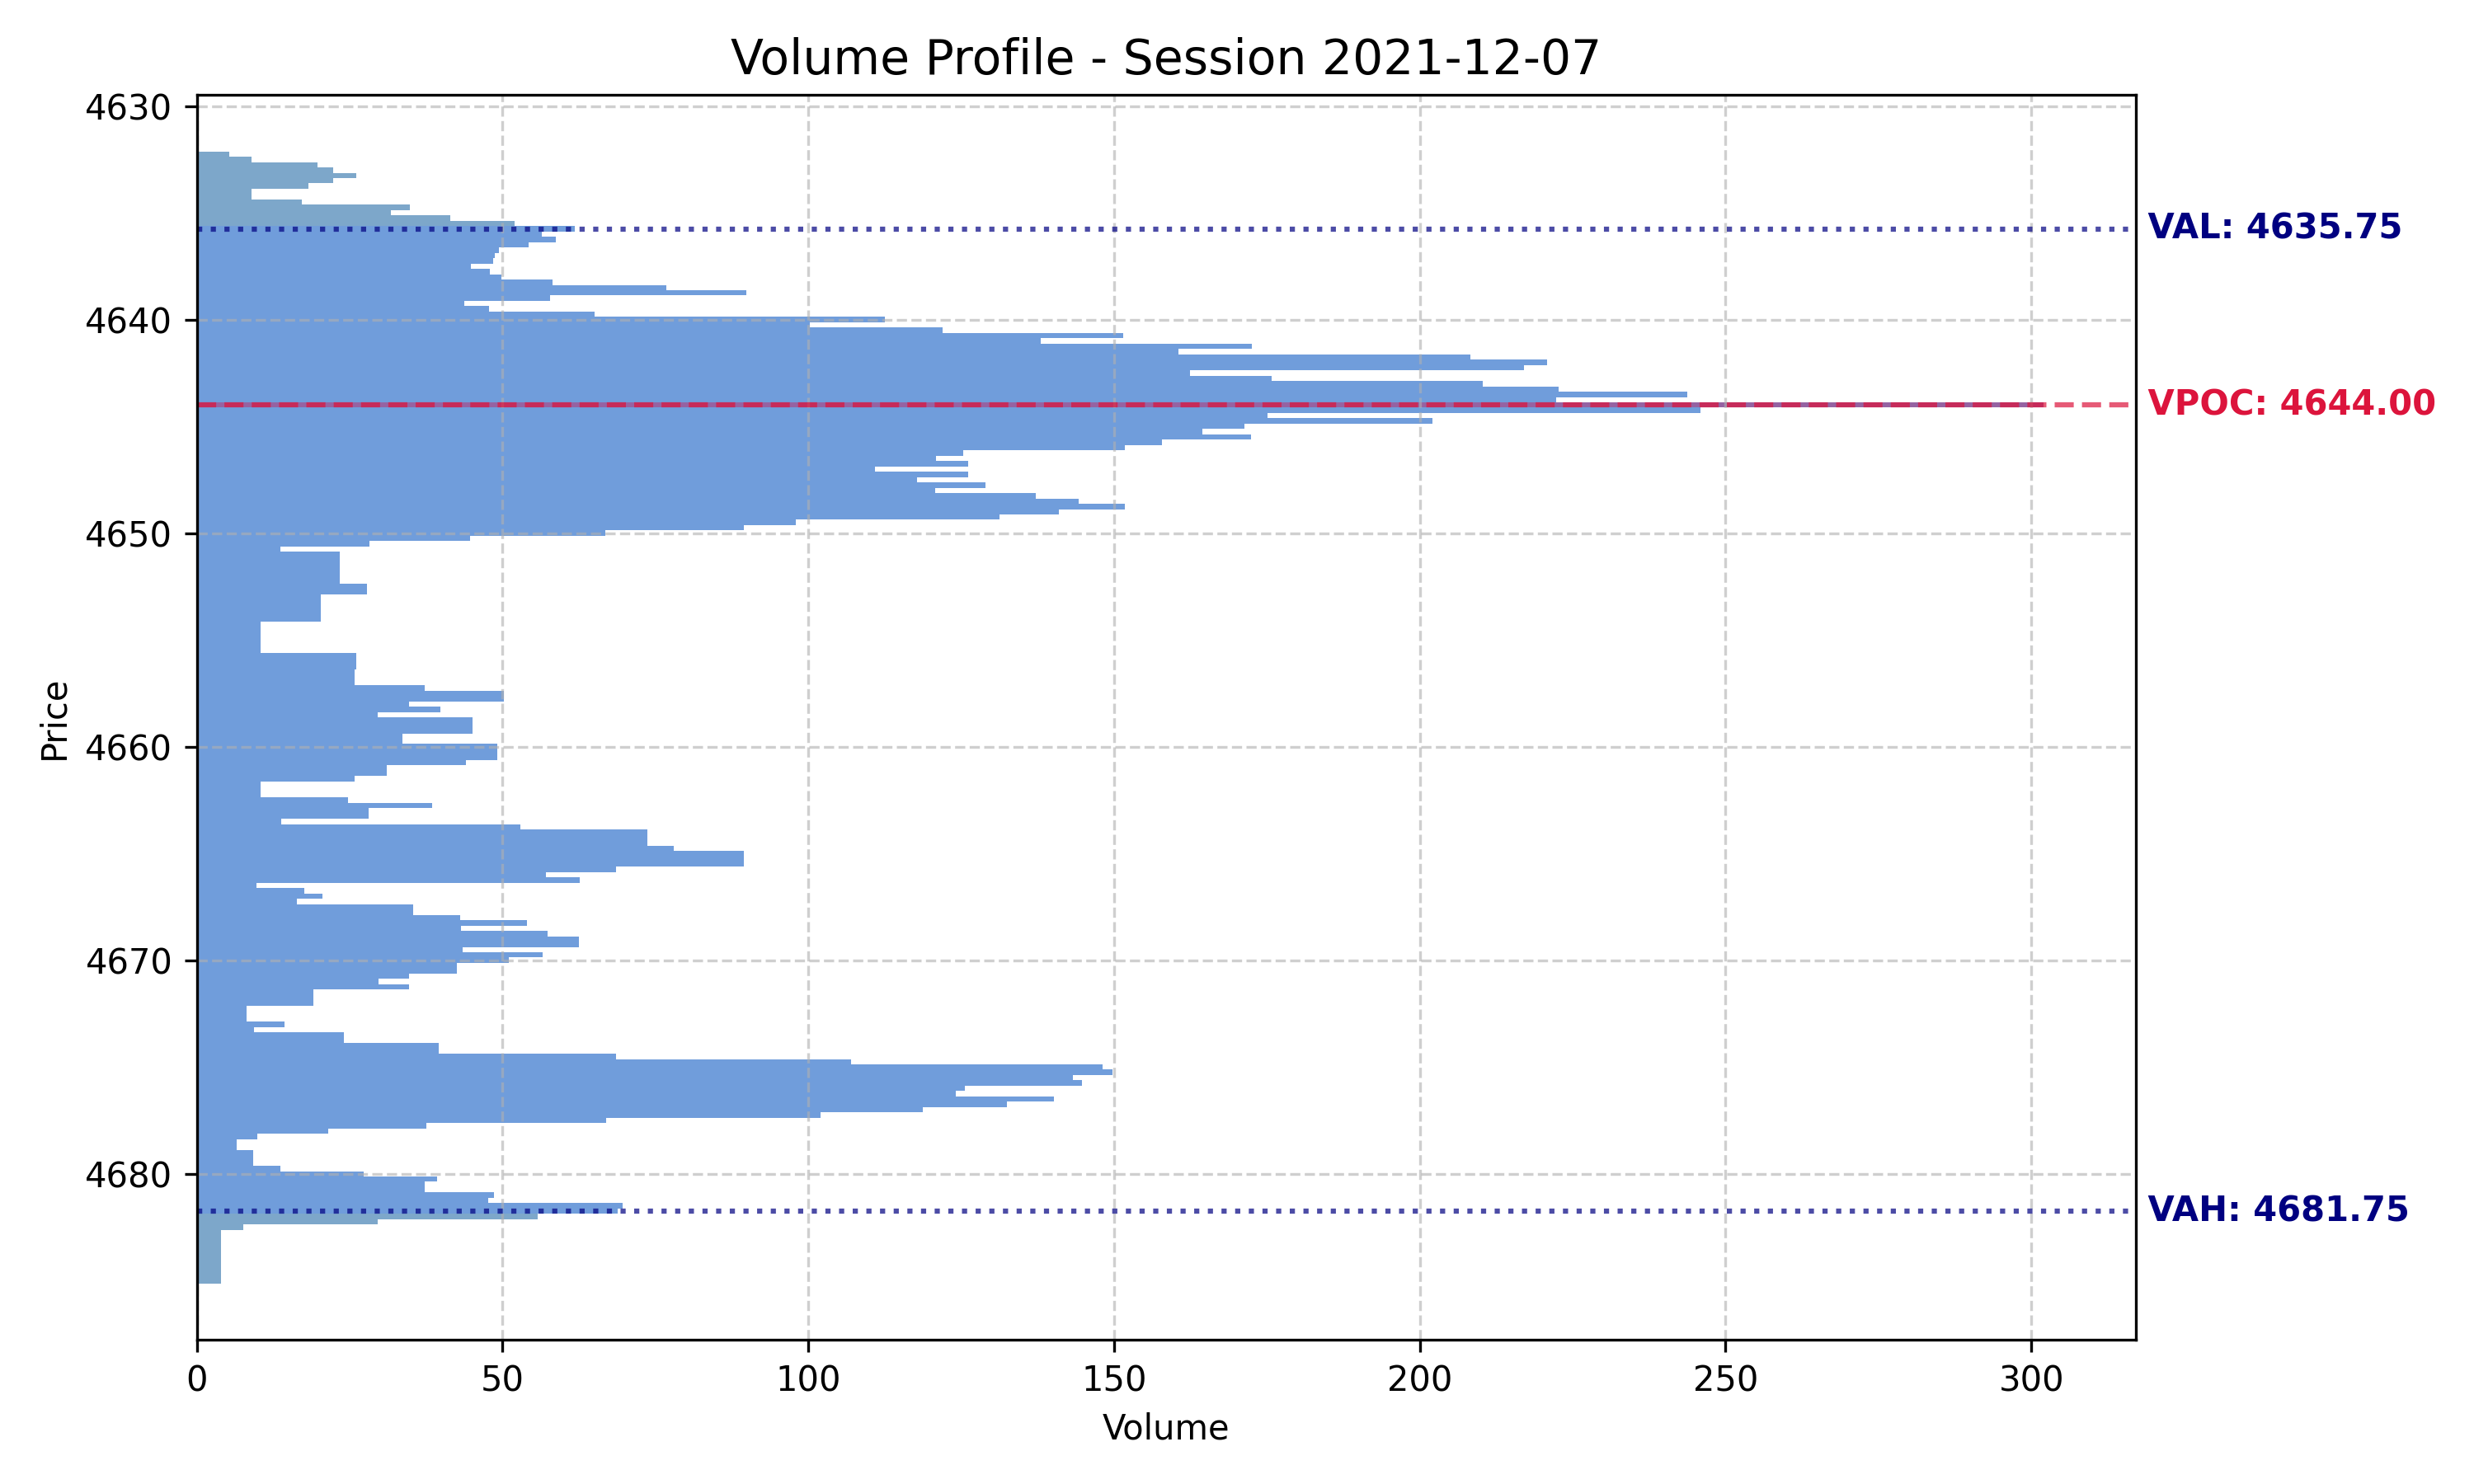 Volume Profile - Session 2021-12-07
4630
VAL: 4635.75
4640
VPOC: 4644.00
4650
Price
4660
4670
4680
VAH: 4681.75
0 50 100 150 200 250 300
Volume